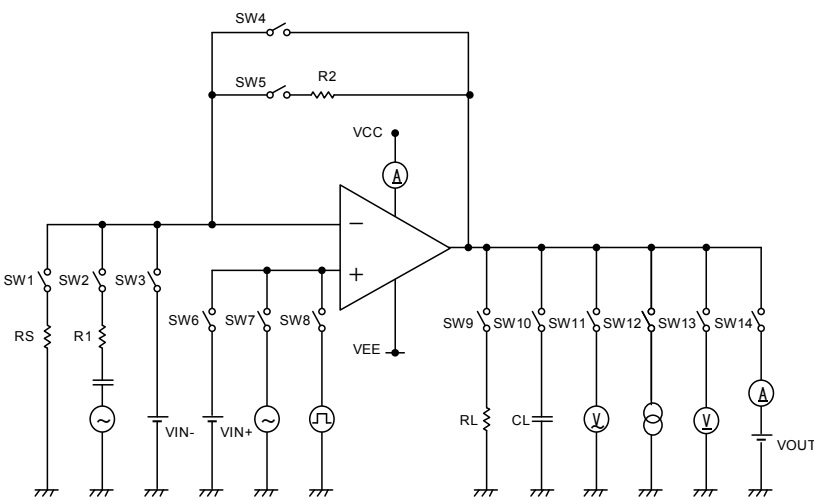 SW4
SW5 R2
VCC
A
−
+
SW1 SW2 SW3
SW6 SW7 SW8 SW9 SW10 SW11 SW12 SW13 SW14
RS R1
VEE
A
VIN- VIN+ RL CL V V
VOUT